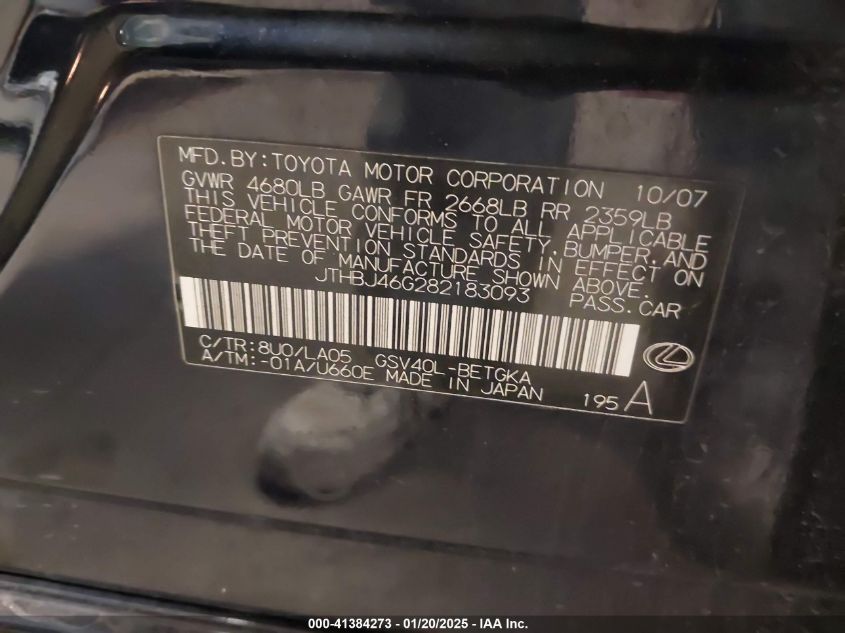 MFD.BY:TOYOTA MOTOR CORPORATION 10/07
GVWR 4680LB GAWR FR 2668LB RR 2359LB
THIS VEHICLE CONFORMS TO ALL APPLICABLE
FEDERAL MOTOR VEHICLE SAFETY,BUMPER,AND
THEFT PREVENTION STANDARDS IN EFFECT ON
THE DATE OF MANUFACTURE SHOWN ABOVE.
JTHBJ46G282183093 PASS.CAR
C/TR:8U0/LA05 GSV40L-BETGKA
A/TM:-01A/U660E MADE IN JAPAN 195 A
000-41384273 — 01/20/2025 — IAA Inc.